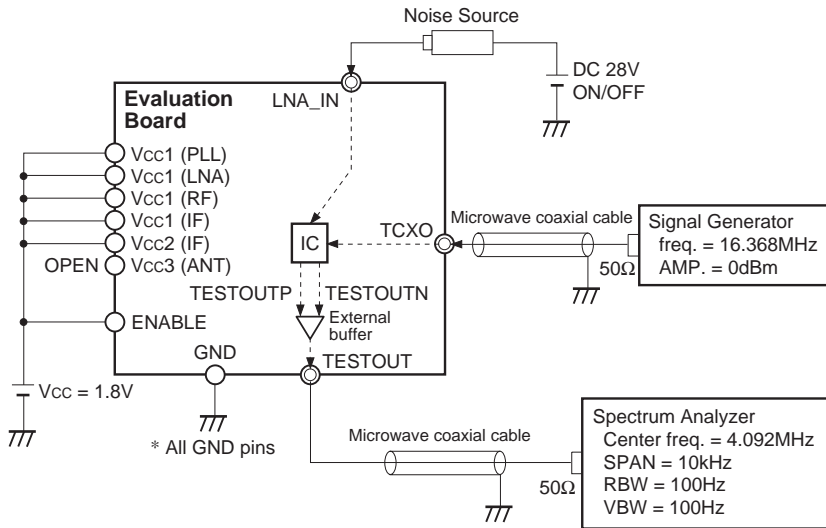 Noise Source
DC 28V
ON/OFF
LNA_IN
Evaluation
Board
Vcc1 (PLL)
Vcc1 (LNA)
Vcc1 (RF)
Vcc1 (IF)
Vcc2 (IF)
OPEN
Vcc3 (ANT)
ENABLE
IC
TCXO
Microwave coaxial cable
50Ω
Signal Generator
freq. = 16.368MHz
AMP. = 0dBm
TESTOUTP
TESTOUTN
External
buffer
GND
TESTOUT
Vcc = 1.8V
* All GND pins
Microwave coaxial cable
50Ω
Spectrum Analyzer
Center freq. = 4.092MHz
SPAN = 10kHz
RBW = 100Hz
VBW = 100Hz